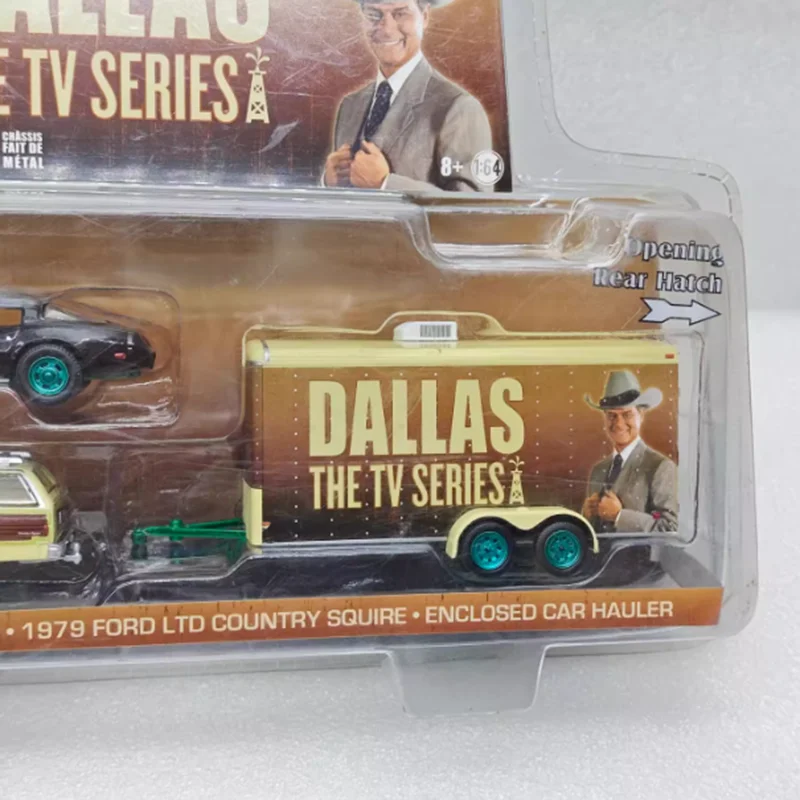 DALLAS
THE TV SERIES
CHÂSSIS
FAIT DE
MÉTAL
8+ 1:64
Opening
Rear Hatch
DALLAS
THE TV SERIES
• 1979 FORD LTD COUNTRY SQUIRE • ENCLOSED CAR HAULER